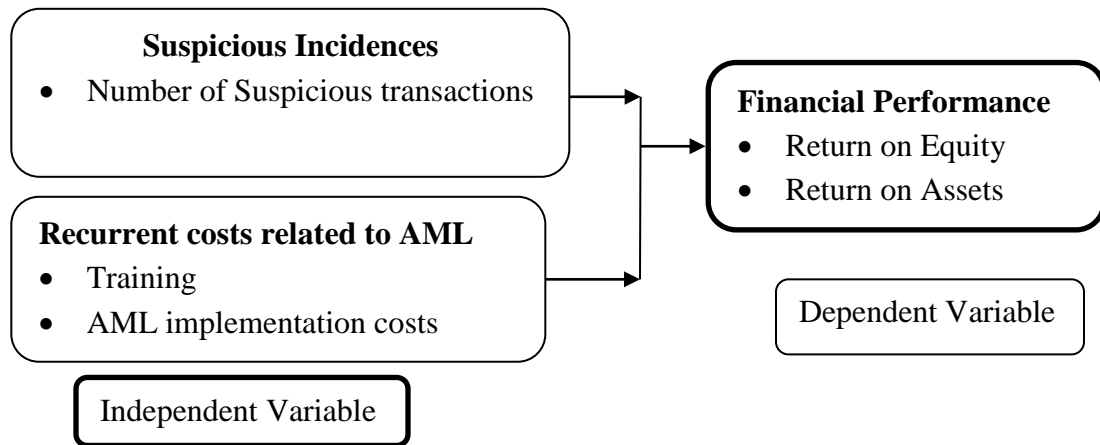 Suspicious Incidences
• Number of Suspicious transactions
Recurrent costs related to AML
• Training
• AML implementation costs
Independent Variable
Financial Performance
• Return on Equity
• Return on Assets
Dependent Variable